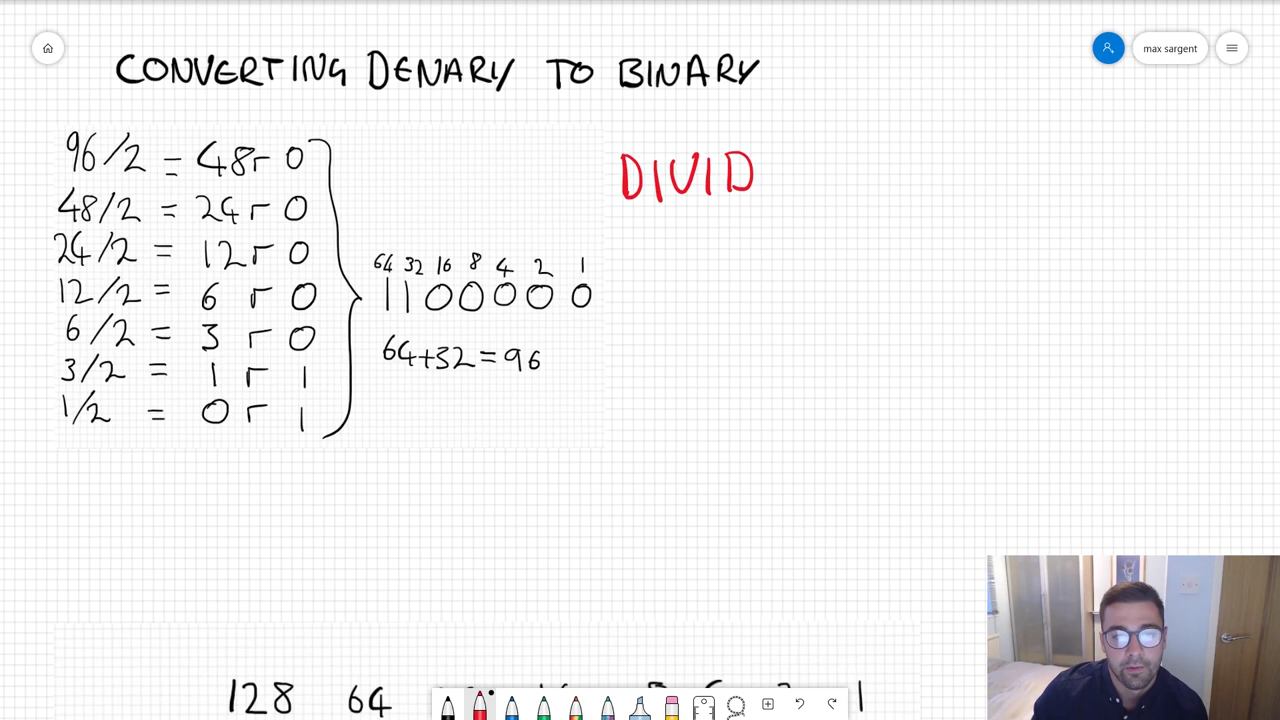 max sargent
CONVERTING DENARY TO BINARY
96/2 = 48 r 0
48/2 = 24 r 0
24/2 = 12 r 0
12/2 = 6 r 0
6/2 = 3 r 0
3/2 = 1 r 1
1/2 = 0 r 1
64 32 16 8 4 2 1
1 1 0 0 0 0 0
64+32=96
DIVID
128 64 1